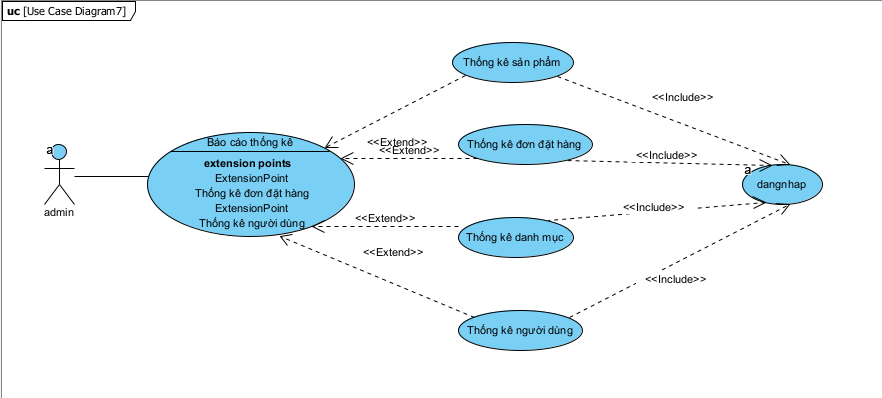 uc [Use Case Diagram7]
Thống kê sản phẩm
<<Include>>
Báo cáo thống kê
<<Extend>>
<<Extend>>
Thống kê đơn đặt hàng
<<Include>>
a
extension points
ExtensionPoint
Thống kê đơn đặt hàng
ExtensionPoint
Thống kê người dùng
a
dangnhap
admin
<<Extend>>
<<Include>>
Thống kê danh mục
<<Extend>>
<<Include>>
Thống kê người dùng